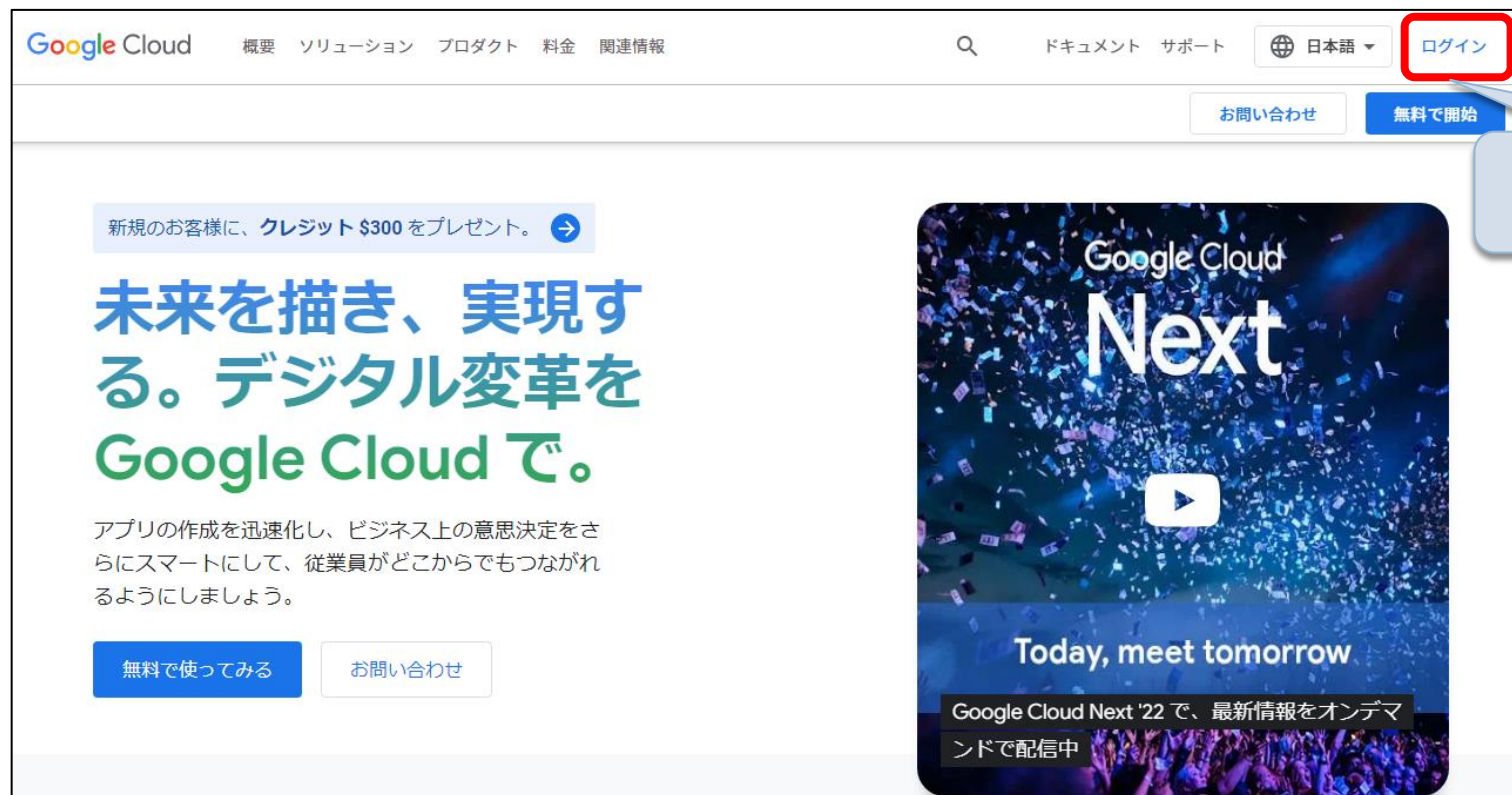 Google Cloud 概要 ソリューション プロダクト 料金 関連情報 ドキュメント サポート 日本語 ログイン
お問い合わせ 無料で開始
新規のお客様に、クレジット $300 をプレゼント。
未来を描き、実現す
る。デジタル変革を
Google Cloud で。
アプリの作成を迅速化し、ビジネス上の意思決定をさ
らにスマートにして、従業員がどこからでもつながれ
るようにしましょう。
無料で使ってみる お問い合わせ
Google Cloud
Next
Today, meet tomorrow
Google Cloud Next '22 で、最新情報をオンデマ
ンドで配信中